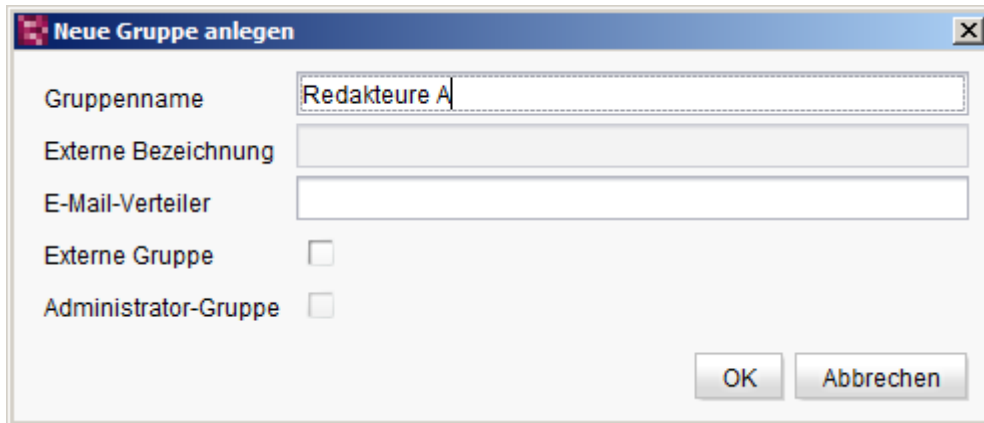 Neue Gruppe anlegen
Gruppenname Redakteure A
Externe Bezeichnung
E-Mail-Verteiler
Externe Gruppe
Administrator-Gruppe
OK Abbrechen